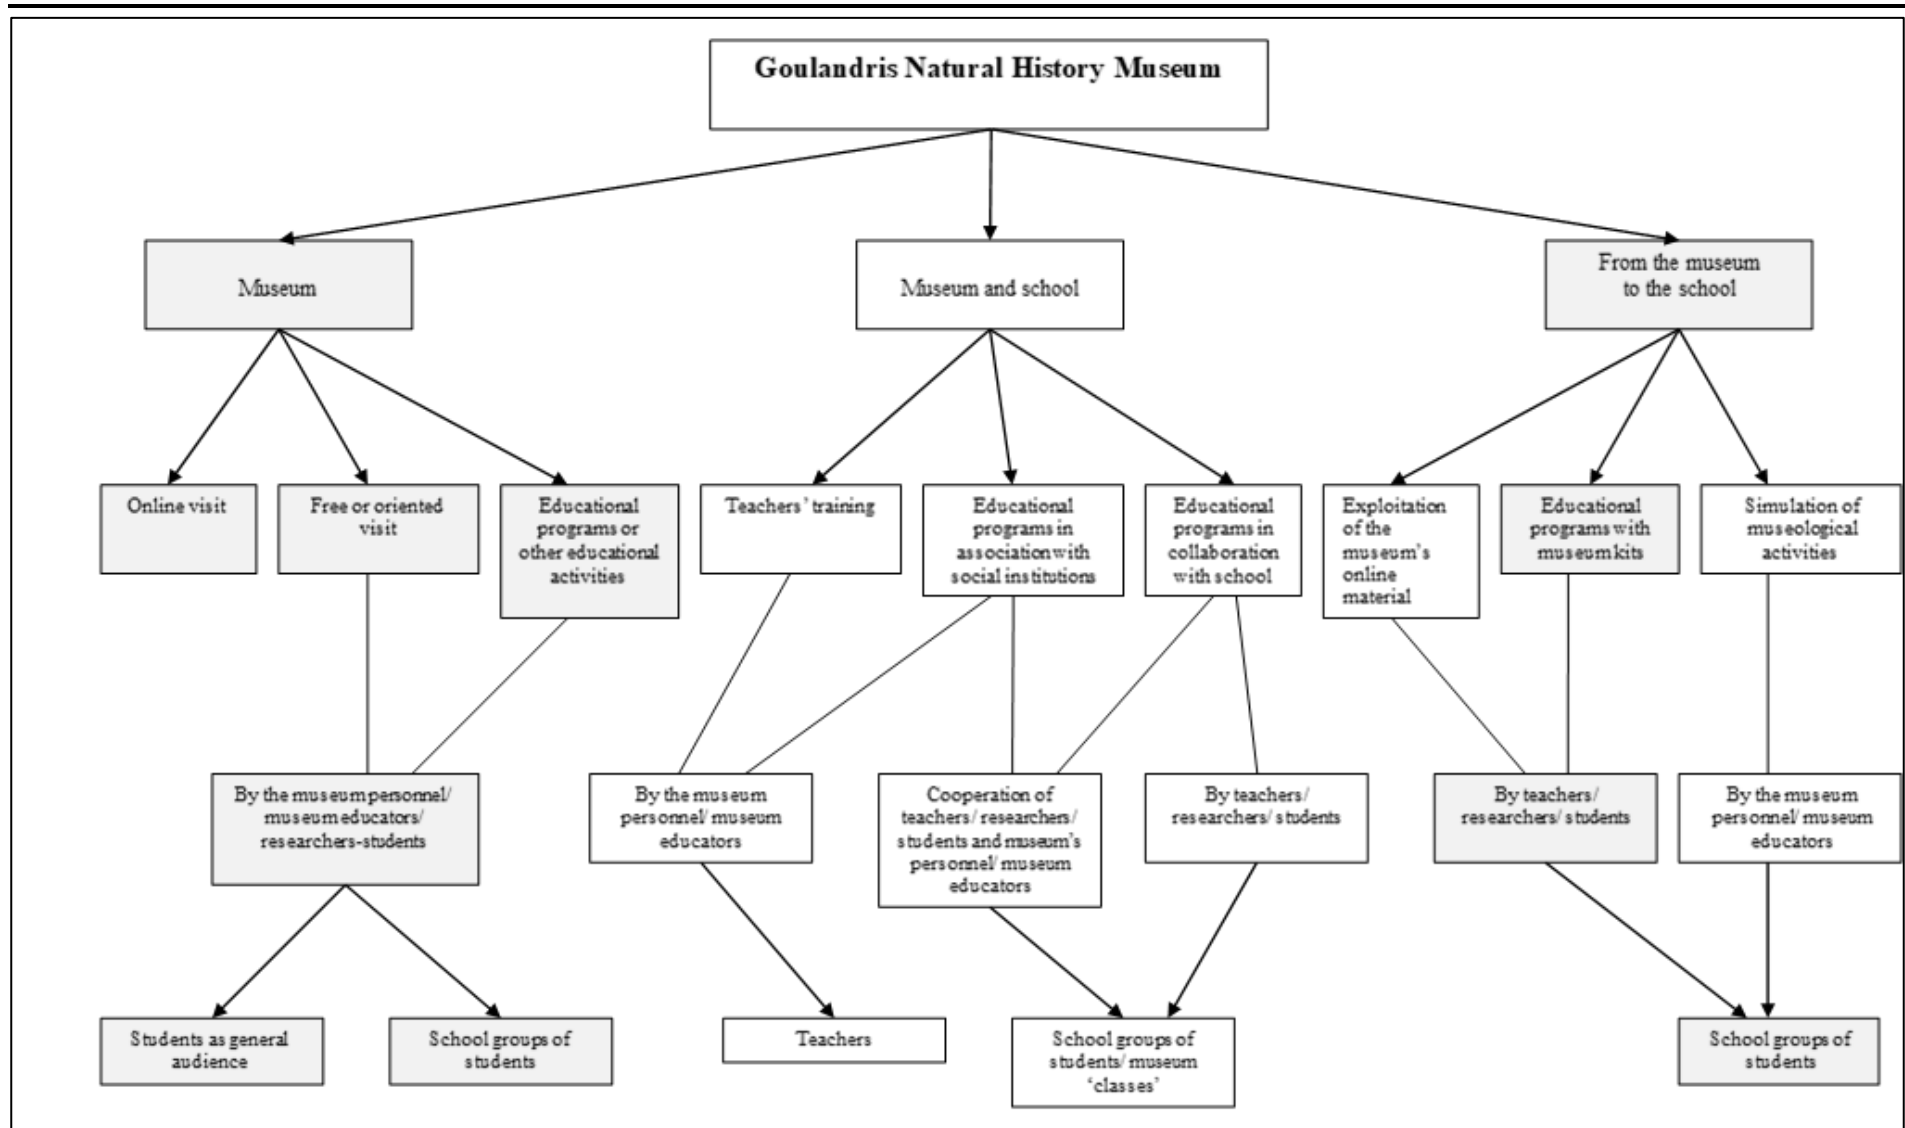 Goulandris Natural History Museum
Museum
Museum and school
From the museum
to the school
Online visit
Free or oriented
visit
Educational
programs or
other educational
activities
Teachers' training
Educational
programs in
association with
social institutions
Educational
programs in
collaboration
with school
Exploitation
of the
museum's
online
material
Educational
programs with
museum kits
Simulation of
museological
activities
By the museum personnel/
museum educators/
researchers-students
By the museum
personnel/ museum
educators
Cooperation of
teachers/ researchers/
students and museum's
personnel/ museum
educators
By teachers/
researchers/ students
By teachers/
researchers/ students
By the museum
personnel/ museum
educators
Students as general
audience
School groups of
students
Teachers
School groups of
students/ museum
'classes'
School groups of
students